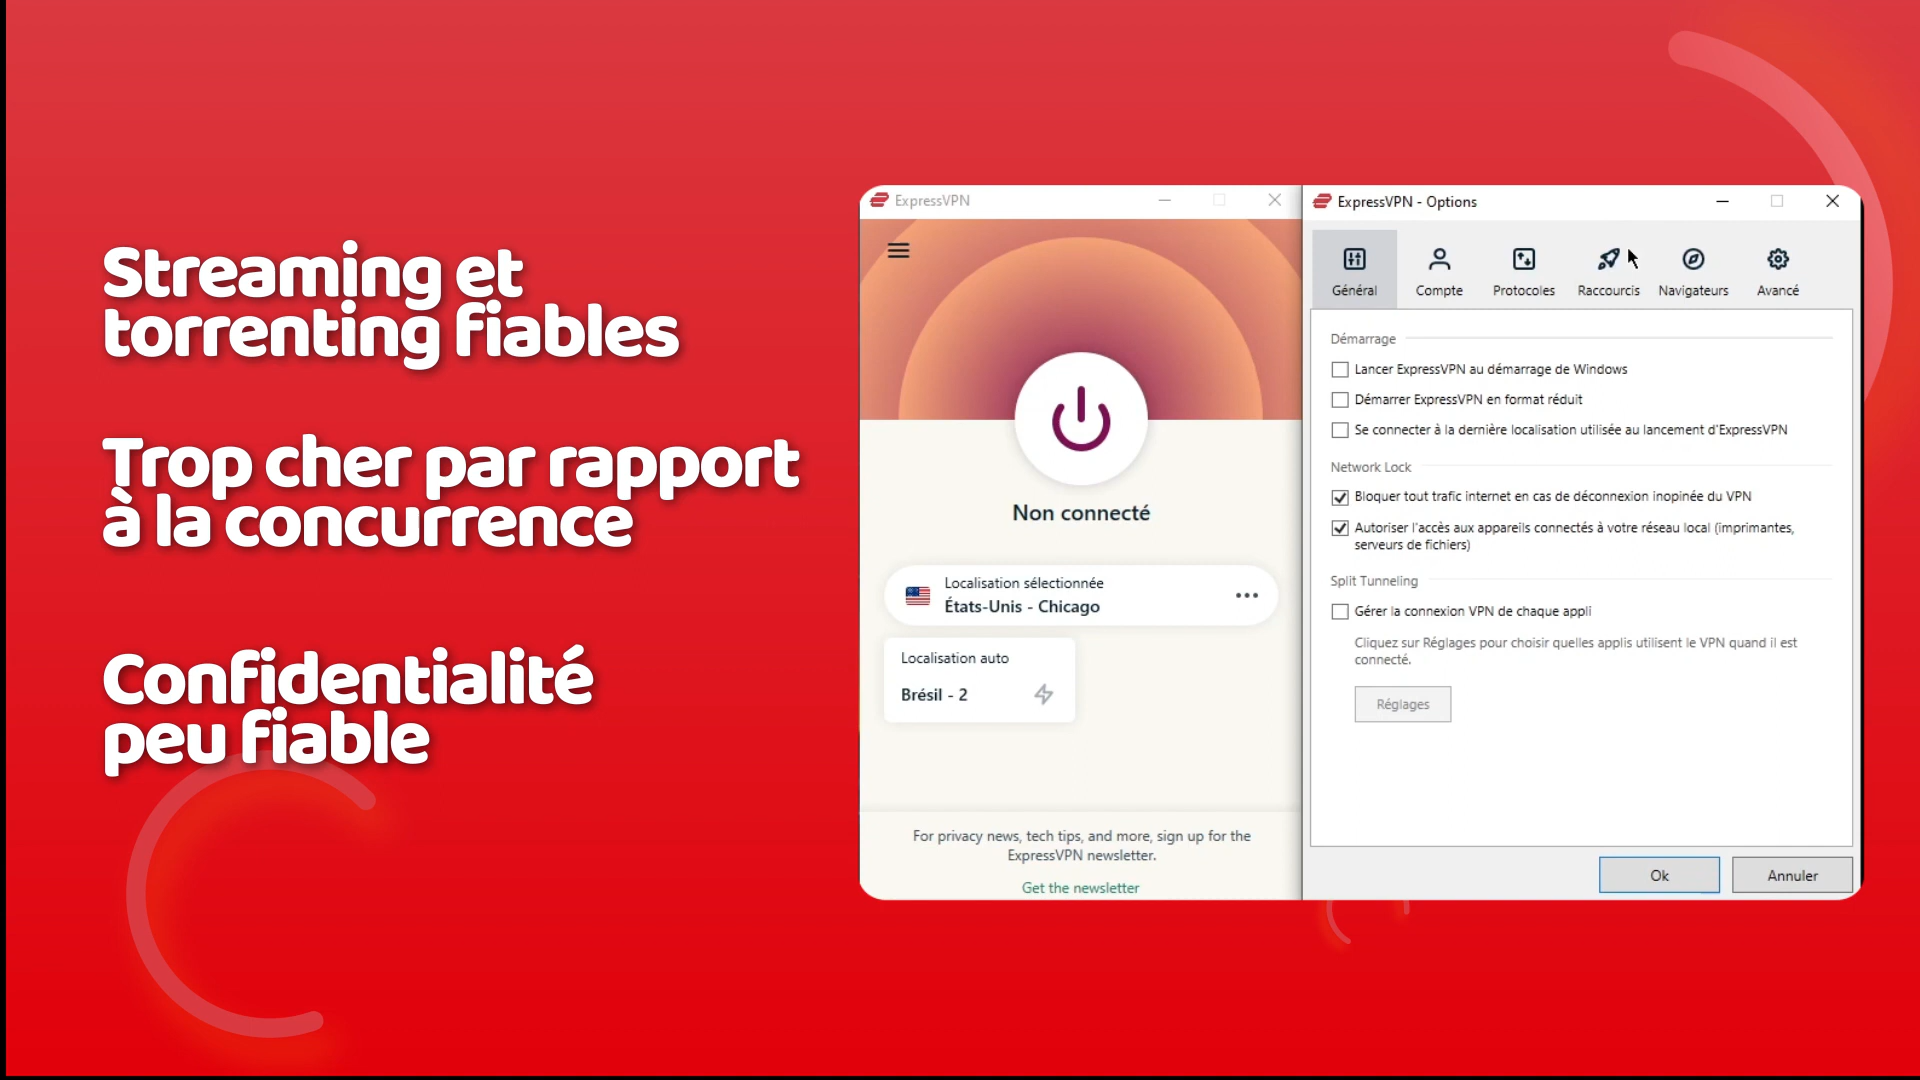 Streaming et
torrenting fiables
Trop cher par rapport
à la concurrence
Confidentialité
peu fiable
ExpressVPN
Non connecté
Localisation sélectionnée
États-Unis - Chicago
Localisation auto
Brésil - 2
For privacy news, tech tips, and more, sign up for the
ExpressVPN newsletter.
Get the newsletter
ExpressVPN - Options
Général
Compte
Protocoles
Raccourcis
Navigateurs
Avancé
Démarrage
Lancer ExpressVPN au démarrage de Windows
Démarrer ExpressVPN en format réduit
Se connecter à la dernière localisation utilisée au lancement d'ExpressVPN
Network Lock
Bloquer tout trafic internet en cas de déconnexion inopinée du VPN
Autoriser l'accès aux appareils connectés à votre réseau local (imprimantes,
serveurs de fichiers)
Split Tunneling
Gérer la connexion VPN de chaque appli
Cliquez sur Réglages pour choisir quelles applis utilisent le VPN quand il est
connecté.
Réglages
Ok
Annuler